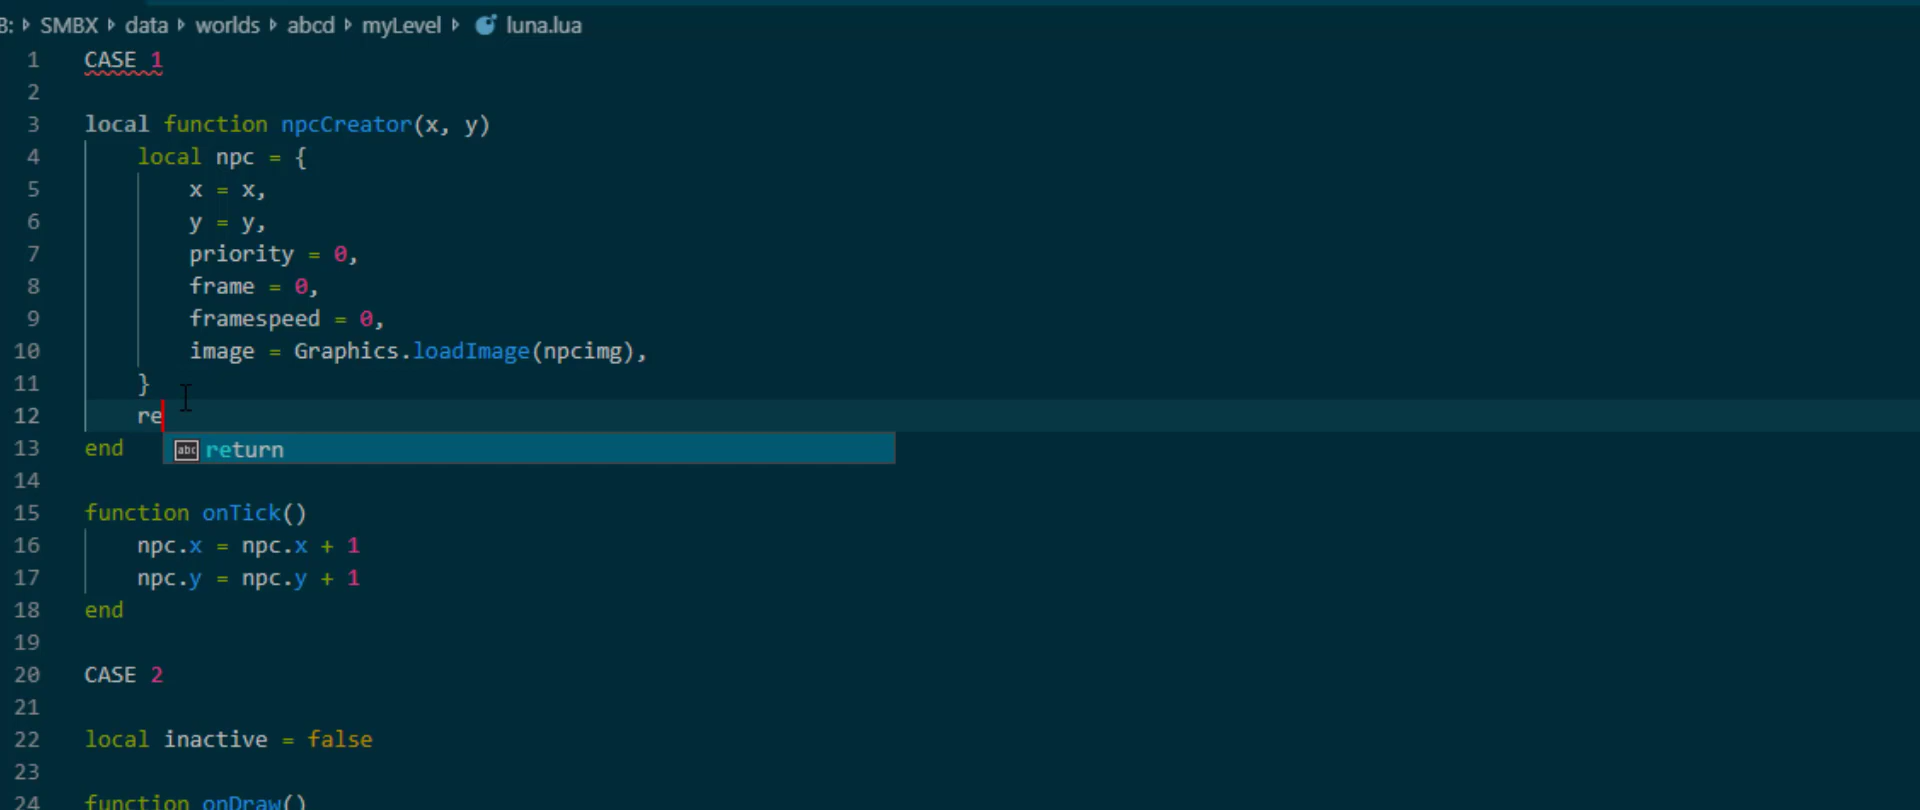 B: SMBX data worlds abcd myLevel luna.lua
1 CASE 1
2
3 local function npcCreator(x, y)
4 local npc = {
5 x = x,
6 y = y,
7 priority = 0,
8 frame = 0,
9 framespeed = 0,
10 image = Graphics.loadImage(npcimg),
11 }
12 re
abc return
13 end
14
15 function onTick()
16 npc.x = npc.x + 1
17 npc.y = npc.y + 1
18 end
19
20 CASE 2
21
22 local inactive = false
23
24 function onDraw()